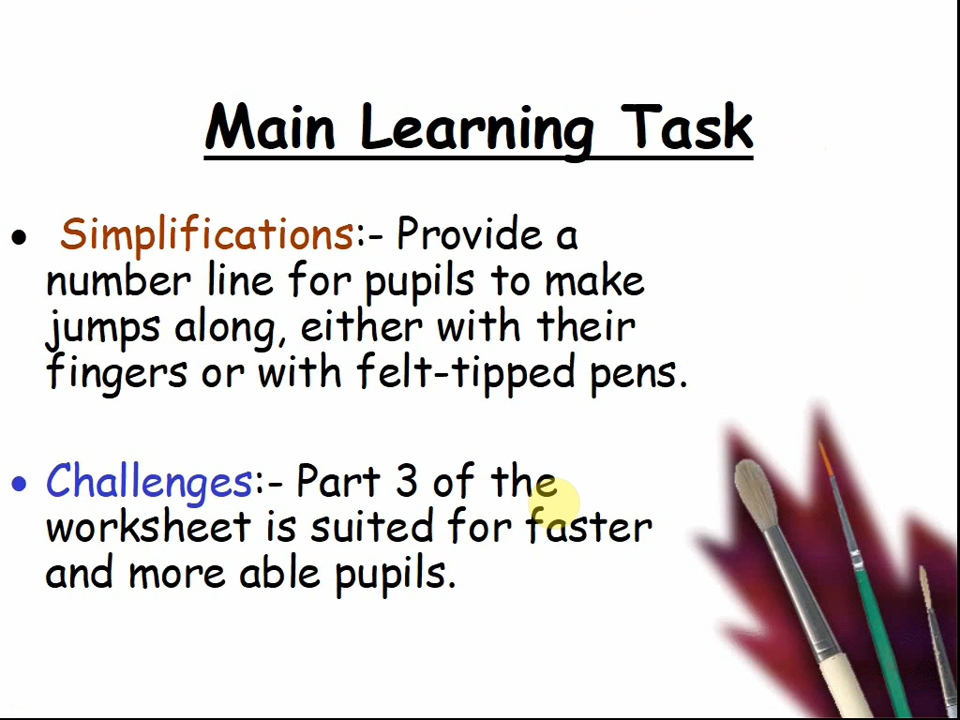 Main Learning Task
• Simplifications:- Provide a
number line for pupils to make
jumps along, either with their
fingers or with felt-tipped pens.
• Challenges:- Part 3 of the
worksheet is suited for faster
and more able pupils.